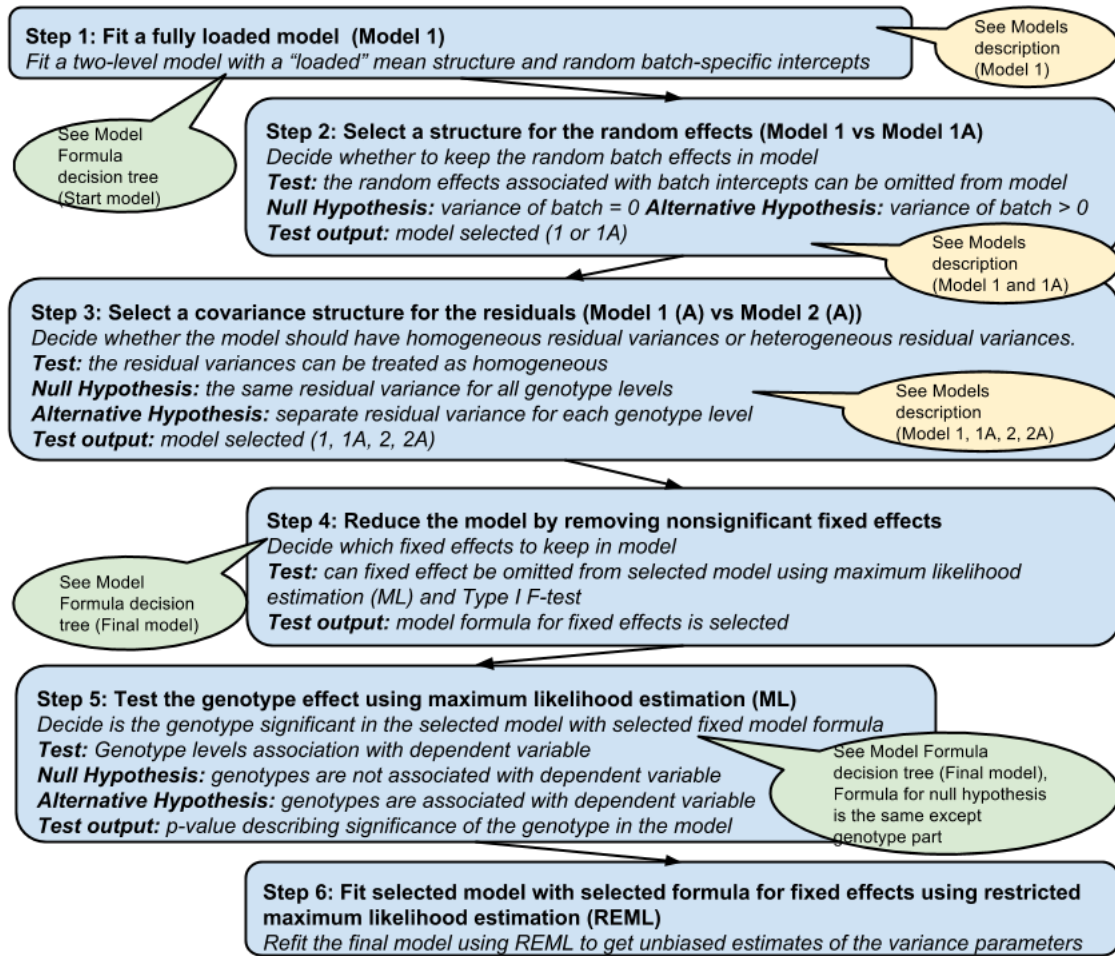 Step 1: Fit a fully loaded model  (Model 1)
Fit a two-level model with a “loaded” mean structure and random batch-specific intercepts
See Models
description
(Model 1)
See Model
Formula
decision tree
(Start model)
Step 2: Select a structure for the random effects (Model 1 vs Model 1A)
Decide whether to keep the random batch effects in model
Test: the random effects associated with batch intercepts can be omitted from model
Null Hypothesis: variance of batch = 0 Alternative Hypothesis: variance of batch > 0
Test output: model selected (1 or 1A)
See Models
description
(Model 1 and 1A)
Step 3: Select a covariance structure for the residuals (Model 1 (A) vs Model 2 (A))
Decide whether the model should have homogeneous residual variances or heterogeneous residual variances.
Test: the residual variances can be treated as homogeneous
Null Hypothesis: the same residual variance for all genotype levels
Alternative Hypothesis: separate residual variance for each genotype level
Test output: model selected (1, 1A, 2, 2A)
See Models
description
(Model 1, 1A, 2, 2A)
Step 4: Reduce the model by removing nonsignificant fixed effects
Decide which fixed effects to keep in model
Test: can fixed effect be omitted from selected model using maximum likelihood
estimation (ML) and Type I F-test
Test output: model formula for fixed effects is selected
See Model
Formula decision
tree (Final model)
Step 5: Test the genotype effect using maximum likelihood estimation (ML)
Decide is the genotype significant in the selected model with selected fixed model formula
Test: Genotype levels association with dependent variable
Null Hypothesis: genotypes are not associated with dependent variable
Alternative Hypothesis: genotypes are associated with dependent variable
Test output: p-value describing significance of the genotype in the model
See Model Formula
decision tree (Final model),
Formula for null hypothesis
is the same except
genotype part
Step 6: Fit selected model with selected formula for fixed effects using restricted
maximum likelihood estimation (REML)
Refit the final model using REML to get unbiased estimates of the variance parameters